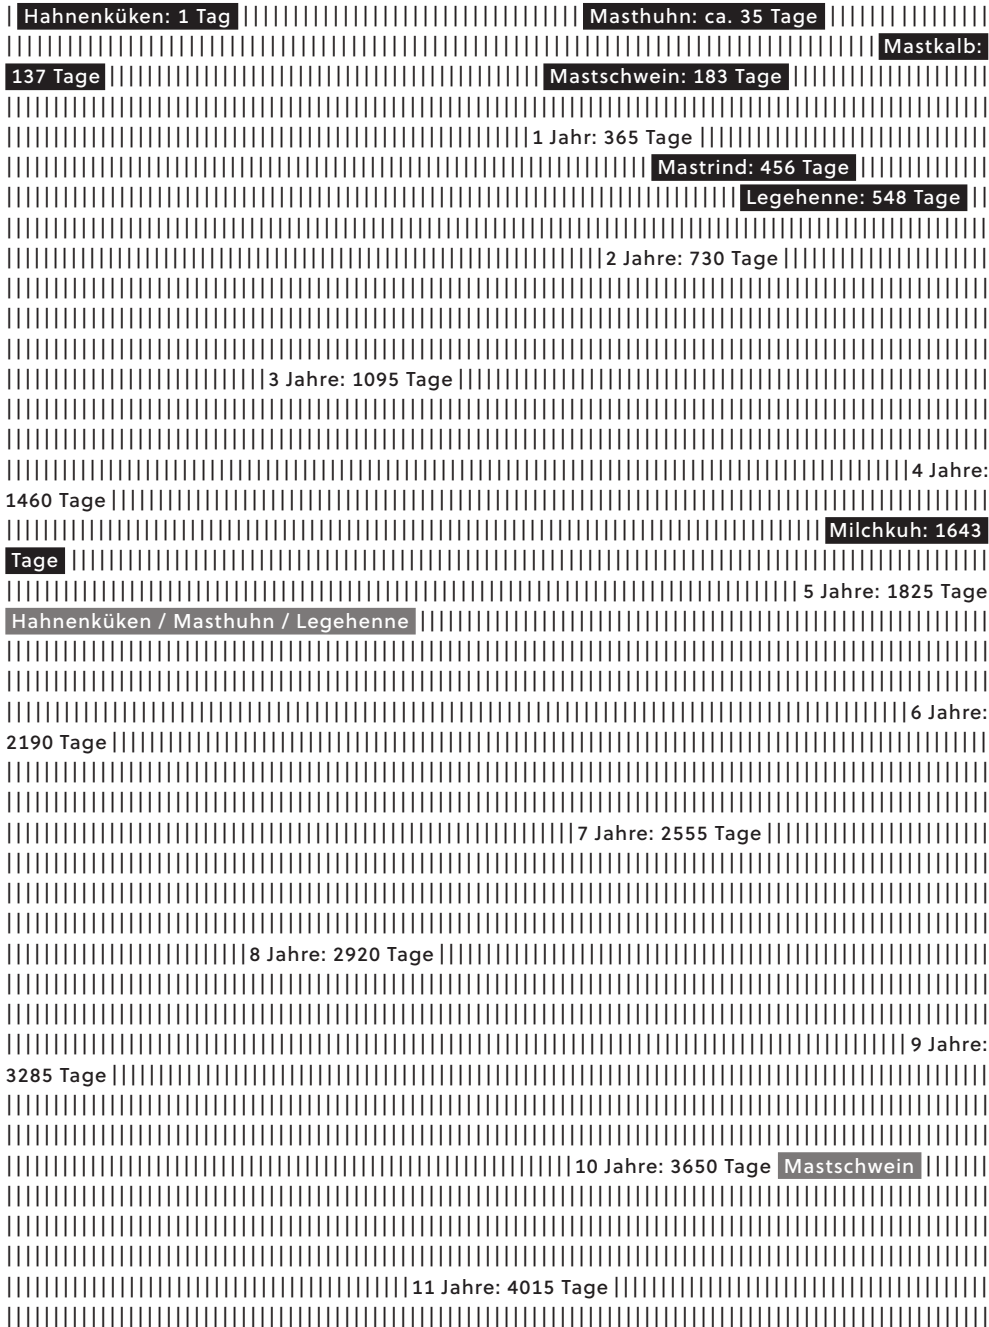 Hahnenküken: 1 Tag Masthuhn: ca. 35 Tage
Mastkalb:
137 Tage Mastschwein: 183 Tage
1 Jahr: 365 Tage
Mastrind: 456 Tage
Legehenne: 548 Tage
2 Jahre: 730 Tage
3 Jahre: 1095 Tage
4 Jahre:
1460 Tage
Milchkuh: 1643
Tage
5 Jahre: 1825 Tage
Hahnenküken / Masthuhn / Legehenne
6 Jahre:
2190 Tage
7 Jahre: 2555 Tage
8 Jahre: 2920 Tage
9 Jahre:
3285 Tage
10 Jahre: 3650 Tage Mastschwein
11 Jahre: 4015 Tage